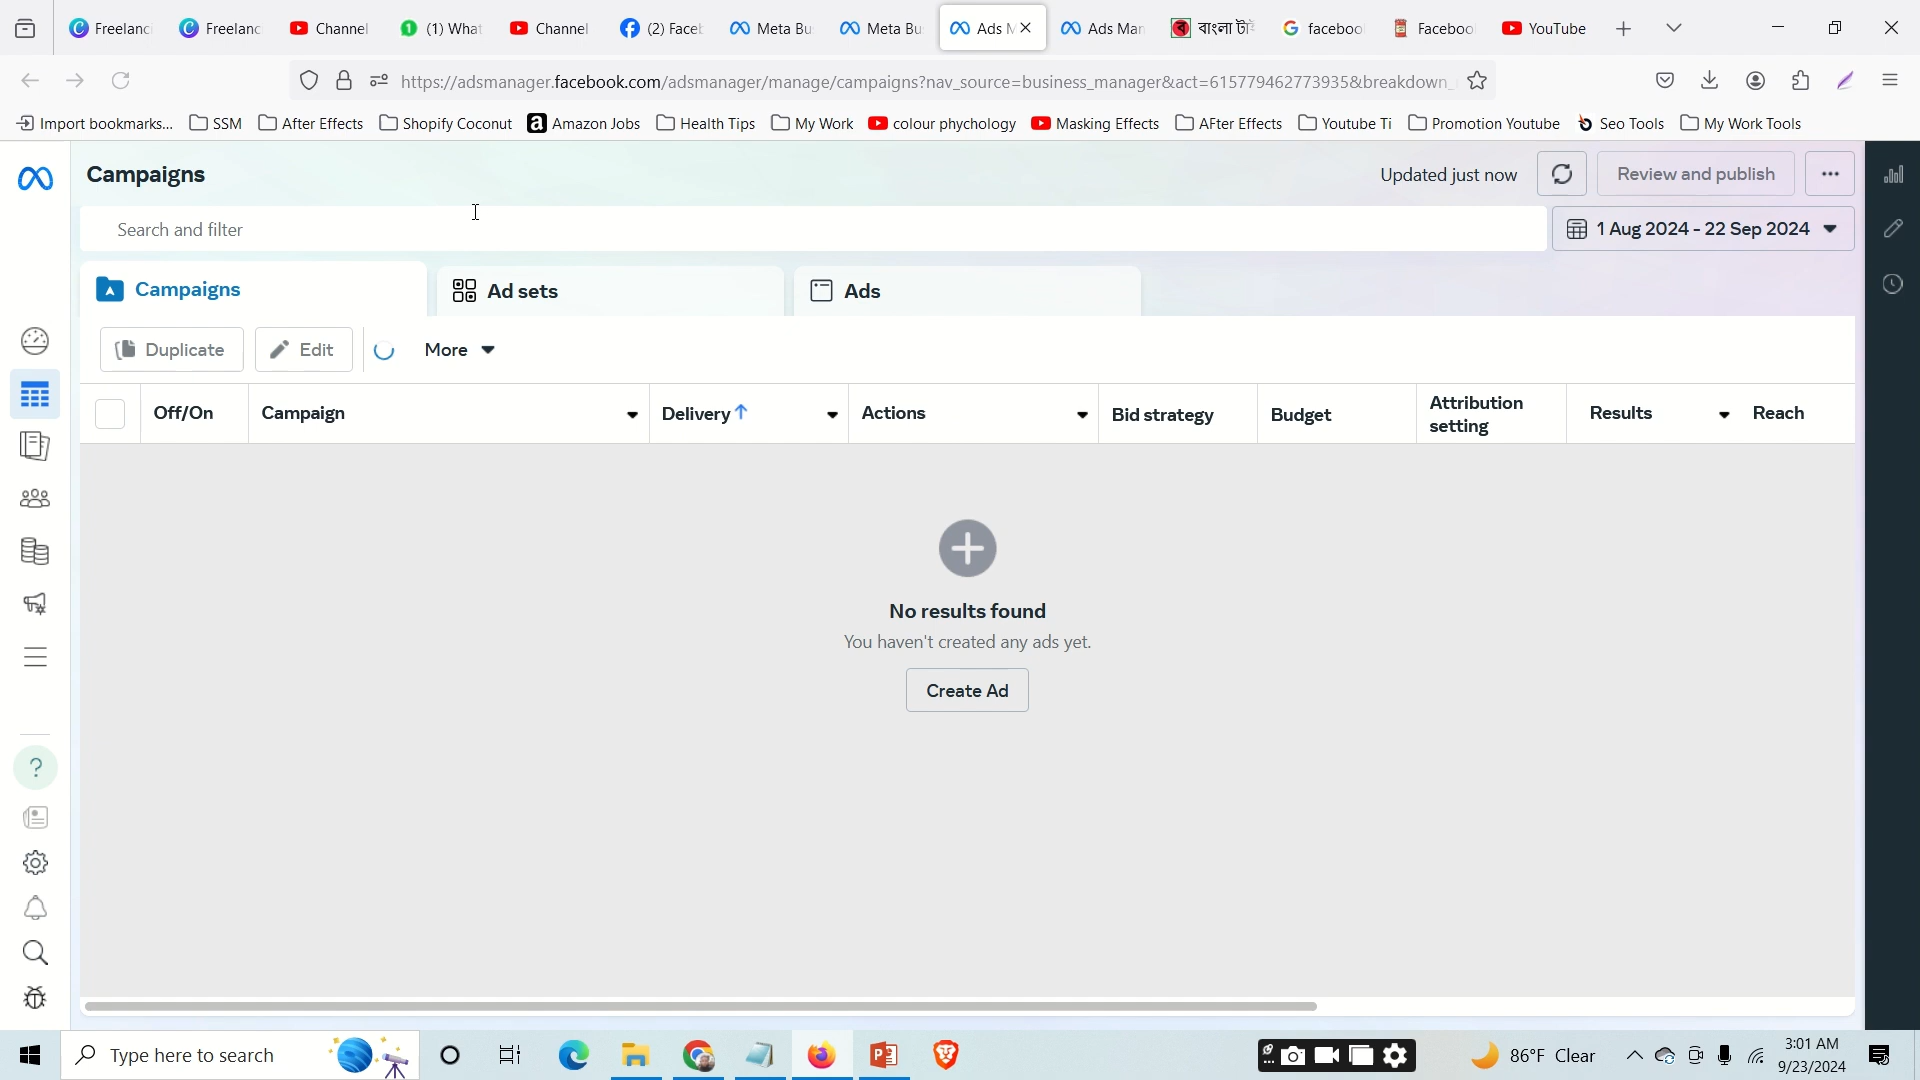 Freelanc
Freelanc
Channel
(1) What
Channel
(2) Faceb
Meta Bu
Meta Bu
Ads M
Ads Man
বাংলা টাই
faceboo
Faceboo
YouTube
https://adsmanager.facebook.com/adsmanager/manage/campaigns?nav_source=business_manager&act=615779462773935&breakdown_
Import bookmarks...
SSM
After Effects
Shopify Coconut
Amazon Jobs
Health Tips
My Work
colour phychology
Masking Effects
AFter Effects
Youtube Ti
Promotion Youtube
Seo Tools
My Work Tools
Campaigns
Updated just now
Review and publish
Search and filter
1 Aug 2024 - 22 Sep 2024
Campaigns
Ad sets
Ads
Duplicate
Edit
More
Off/On
Campaign
Delivery
Actions
Bid strategy
Budget
Attribution
setting
Results
Reach
No results found
You haven't created any ads yet.
Create Ad
Type here to search
86°F Clear
3:01 AM
9/23/2024